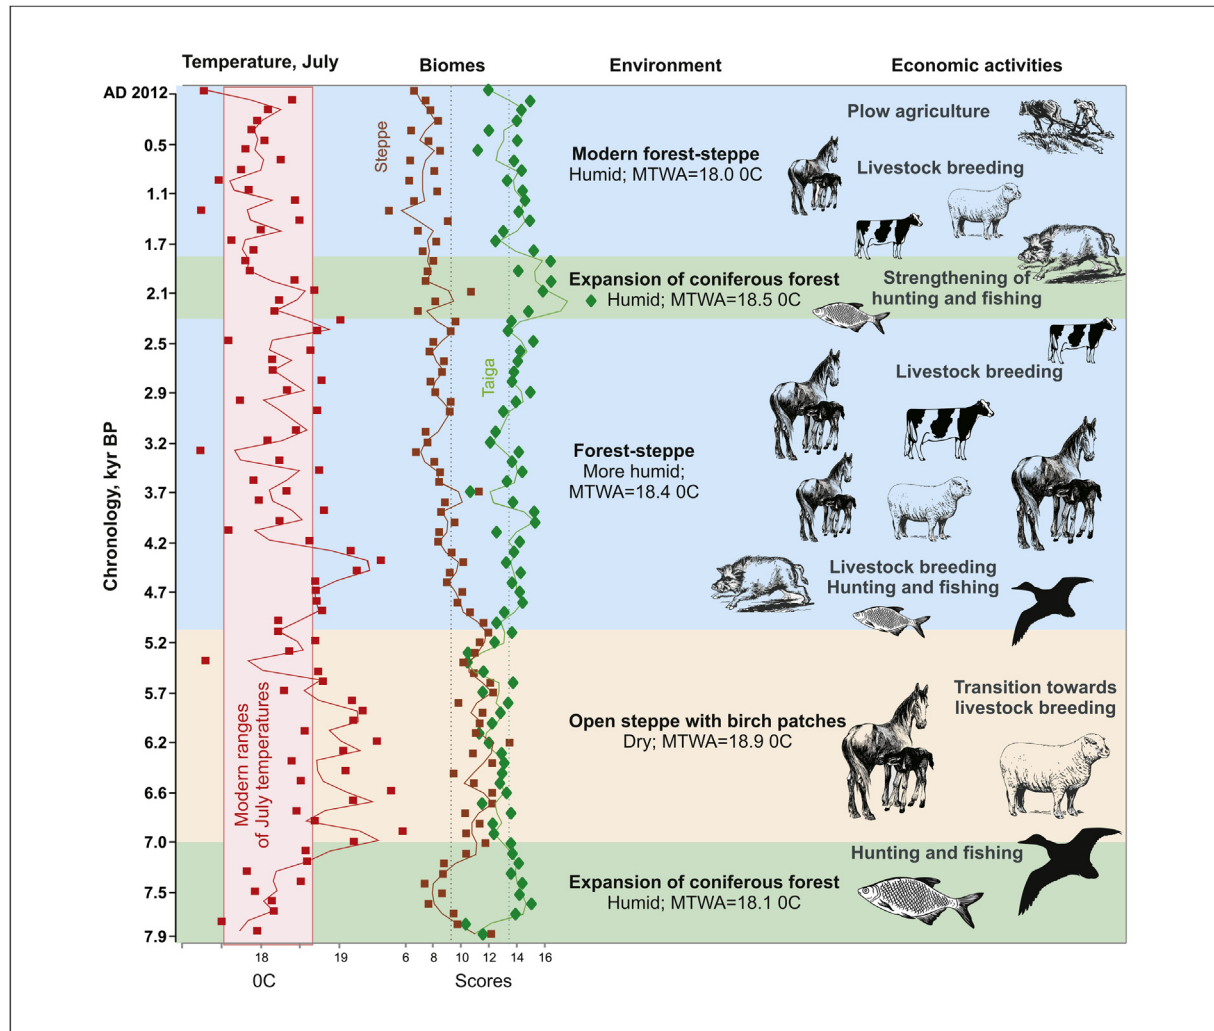 Temperature, July
Biomes
Environment
Economic activities
AD 2012
0.5
1.1
1.7
2.1
2.5
2.9
3.2
3.7
4.2
4.7
5.2
5.7
6.2
6.6
7.0
7.5
7.9
Chronology, kyr BP
Modern ranges
of July temperatures
Steppe
Taiga
Modern forest-steppe
Humid; MTWA=18.0 0C
Plow agriculture
Livestock breeding
Expansion of coniferous forest
Humid; MTWA=18.5 0C
Strengthening of
hunting and fishing
Forest-steppe
More humid;
MTWA=18.4 0C
Livestock breeding
Livestock breeding
Hunting and fishing
Open steppe with birch patches
Dry; MTWA=18.9 0C
Transition towards
livestock breeding
Expansion of coniferous forest
Humid; MTWA=18.1 0C
Hunting and fishing
18
19
6
8
10
12
14
16
0C
Scores